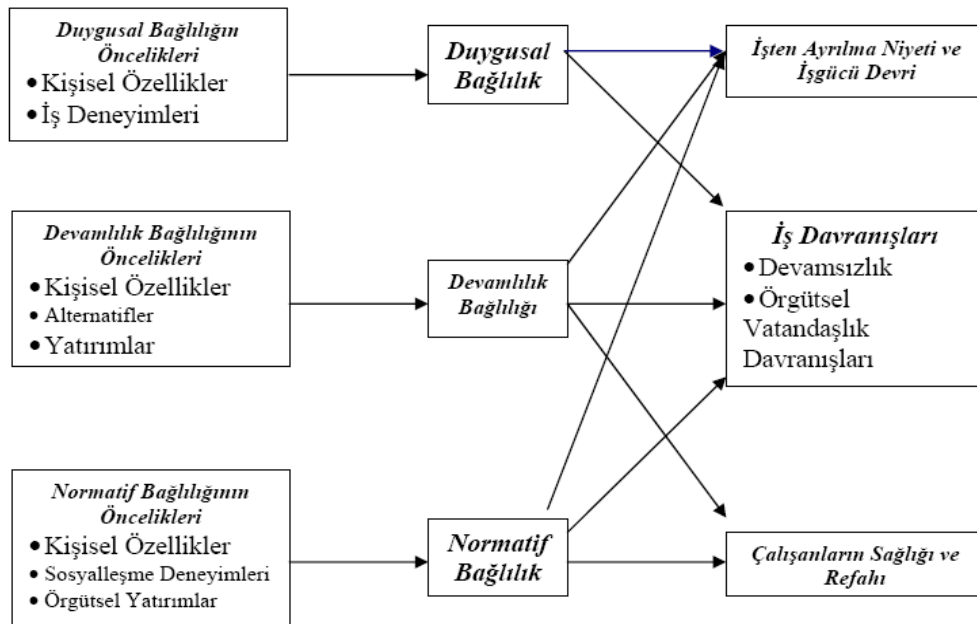 Duygusal Bağlılığın
Öncelikleri
•Kişisel Özellikler
•İş Deneyimleri
Duygusal
Bağlılık
İşten Ayrılma Niyeti ve
İşgücü Devri
Devamlılık Bağlılığının
Öncelikleri
•Kişisel Özellikler
•Alternatifler
•Yatırımlar
Devamlılık
Bağlılığı
İş Davranışları
•Devamsızlık
•Örgütsel
Vatandaşlık
Davranışları
Normatif Bağlılığının
Öncelikleri
•Kişisel Özellikler
•Sosyalleşme Deneyimleri
•Örgütsel Yatırımlar
Normatif
Bağlılık
Çalışanların Sağlığı ve
Refahı